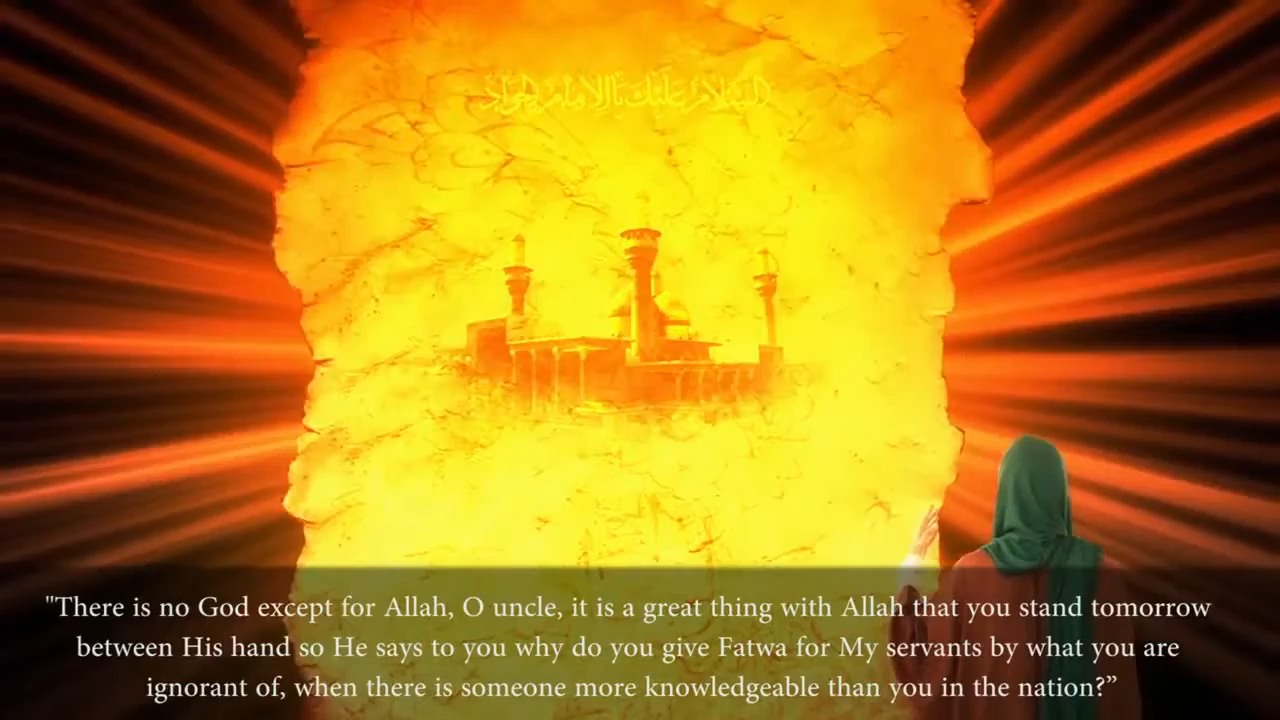 السلام عليك يا الامام الجواد
"There is no God except for Allah, O uncle, it is a great thing with Allah that you stand tomorrow
between His hand so He says to you why do you give Fatwa for My servants by what you are
ignorant of, when there is someone more knowledgeable than you in the nation?”